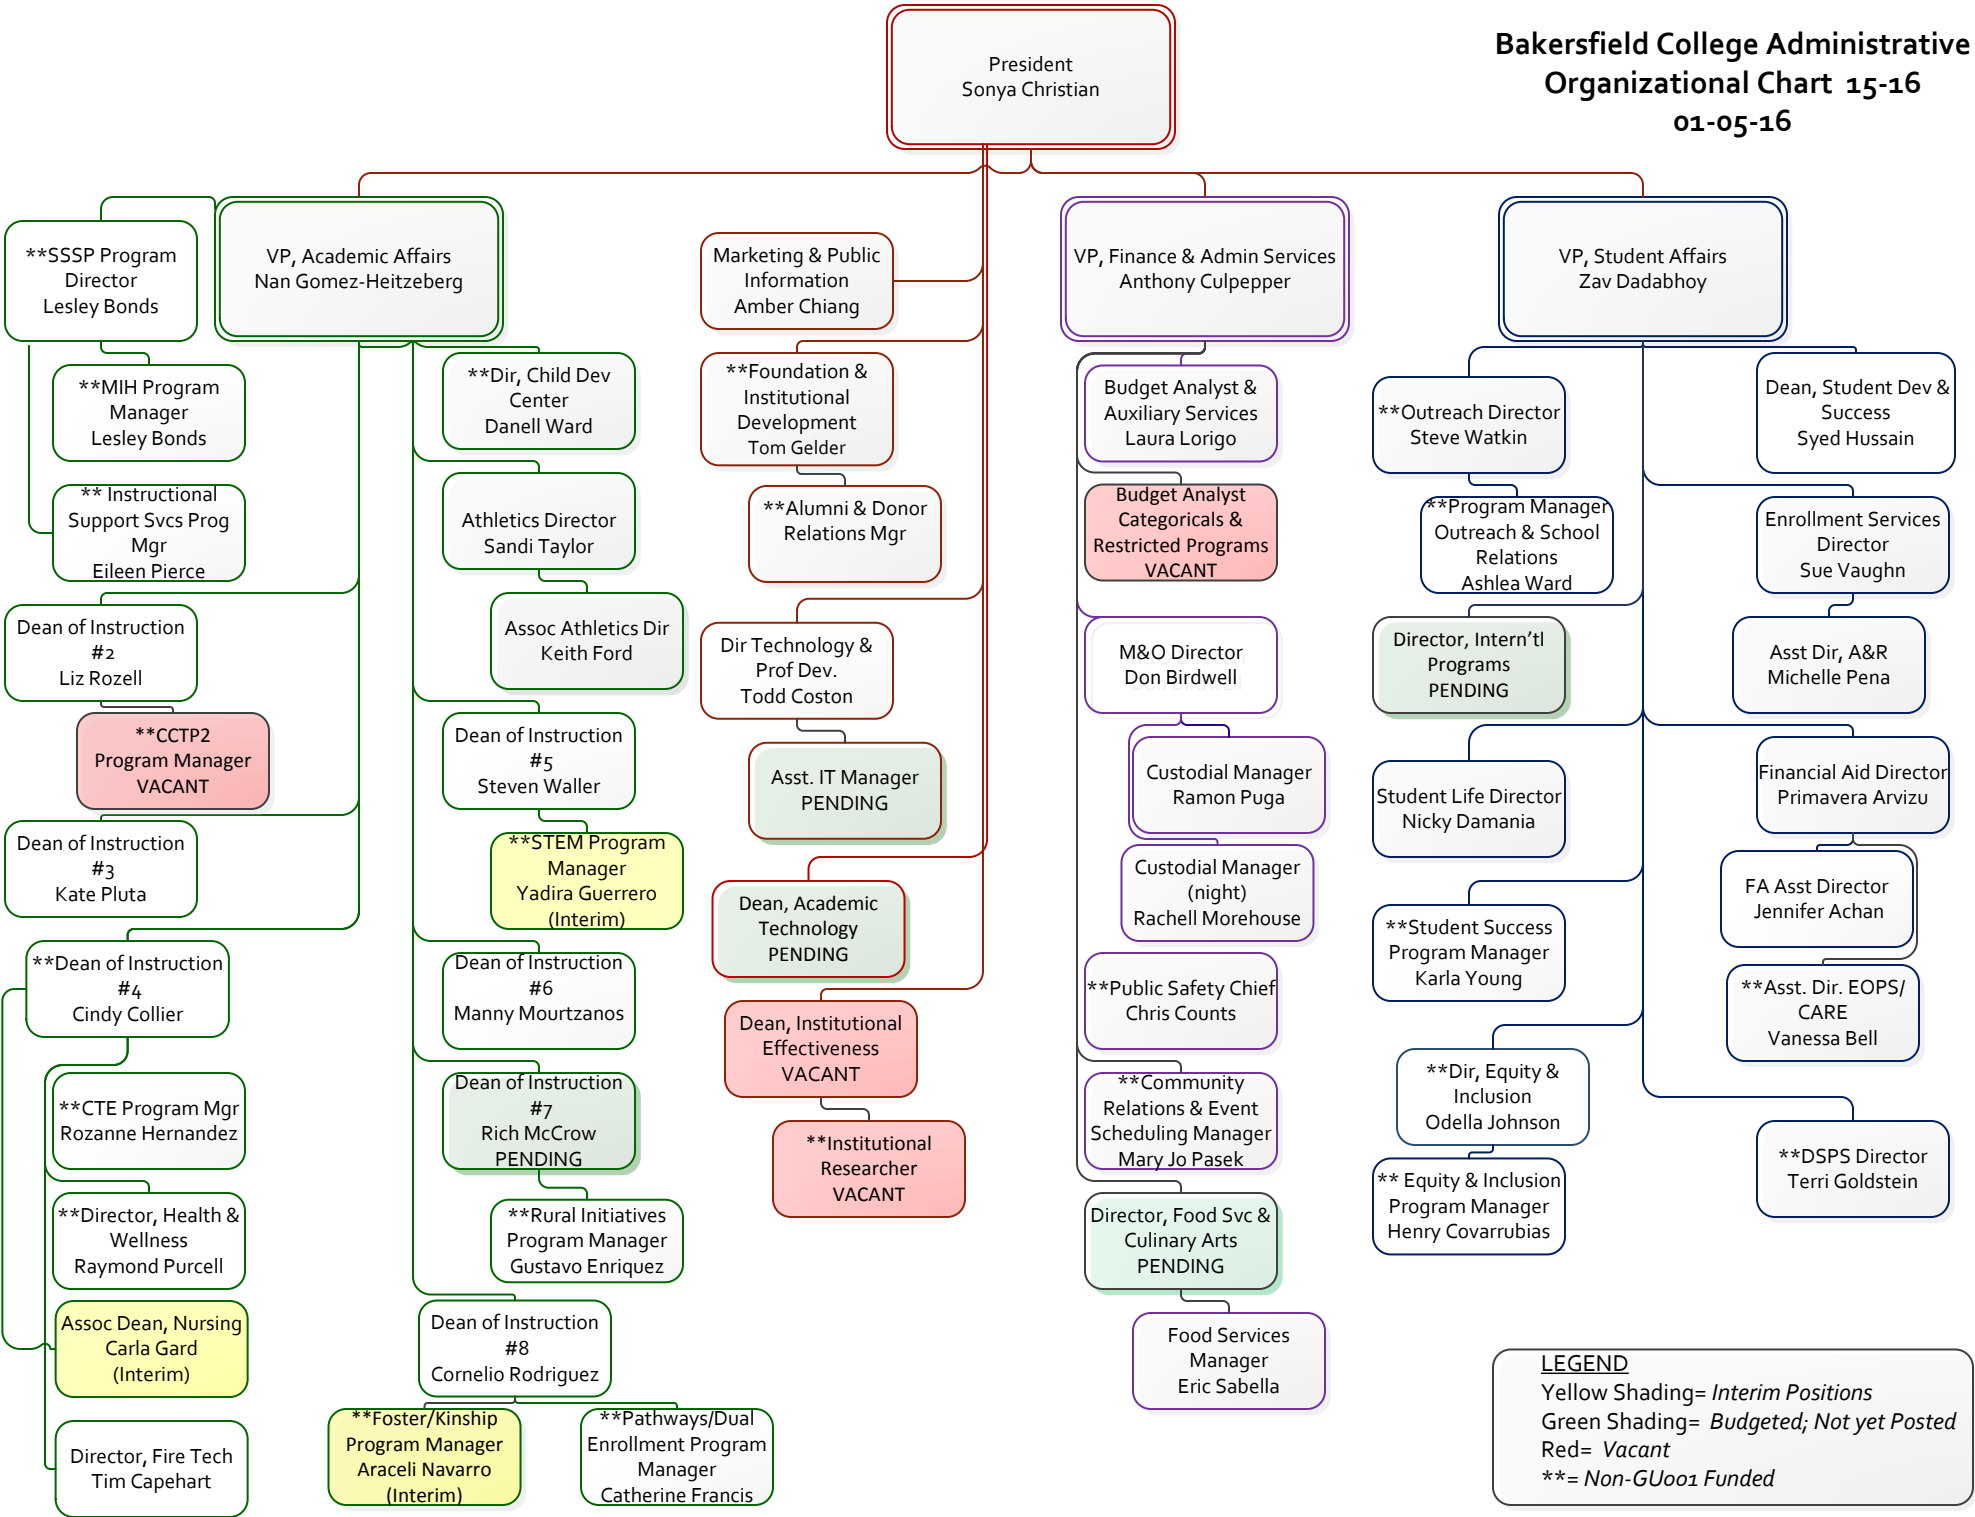 Bakersfield College Administrative
Organizational Chart 15-16
01-05-16
President
Sonya Christian
**SSSP Program
Director
Lesley Bonds
VP, Academic Affairs
Nan Gomez-Heitzeberg
**MIH Program
Manager
Lesley Bonds
** Instructional
Support Svcs Prog
Mgr
Eileen Pierce
Dean of Instruction
#2
Liz Rozell
**CCTP2
Program Manager
VACANT
Dean of Instruction
#3
Kate Pluta
**Dean of Instruction
#4
Cindy Collier
**CTE Program Mgr
Rozanne Hernandez
**Director, Health &
Wellness
Raymond Purcell
Assoc Dean, Nursing
Carla Gard
(Interim)
Director, Fire Tech
Tim Capehart
**Dir, Child Dev
Center
Danell Ward
Athletics Director
Sandi Taylor
Assoc Athletics Dir
Keith Ford
Dean of Instruction
#5
Steven Waller
**STEM Program
Manager
Yadira Guerrero
(Interim)
Dean of Instruction
#6
Manny Mourtzanos
Dean of Instruction
#7
Rich McCrow
PENDING
**Rural Initiatives
Program Manager
Gustavo Enriquez
Dean of Instruction
#8
Cornelio Rodriguez
**Foster/Kinship
Program Manager
Araceli Navarro
(Interim)
**Pathways/Dual
Enrollment Program
Manager
Catherine Francis
Marketing & Public
Information
Amber Chiang
**Foundation &
Institutional
Development
Tom Gelder
**Alumni & Donor
Relations Mgr
Dir Technology &
Prof Dev.
Todd Coston
Asst. IT Manager
PENDING
Dean, Academic
Technology
PENDING
Dean, Institutional
Effectiveness
VACANT
**Institutional
Researcher
VACANT
VP, Finance & Admin Services
Anthony Culpepper
Budget Analyst &
Auxiliary Services
Laura Lorigo
Budget Analyst
Categoricals &
Restricted Programs
VACANT
M&O Director
Don Birdwell
Custodial Manager
Ramon Puga
Custodial Manager
(night)
Rachell Morehouse
**Public Safety Chief
Chris Counts
**Community
Relations & Event
Scheduling Manager
Mary Jo Pasek
Director, Food Svc &
Culinary Arts
PENDING
Food Services
Manager
Eric Sabella
VP, Student Affairs
Zav Dadabhoy
**Outreach Director
Steve Watkin
**Program Manager
Outreach & School
Relations
Ashlea Ward
Director, Intern’tl
Programs
PENDING
Student Life Director
Nicky Damania
**Student Success
Program Manager
Karla Young
**Dir, Equity &
Inclusion
Odella Johnson
** Equity & Inclusion
Program Manager
Henry Covarrubias
Dean, Student Dev &
Success
Syed Hussain
Enrollment Services
Director
Sue Vaughn
Asst Dir, A&R
Michelle Pena
Financial Aid Director
Primavera Arvizu
FA Asst Director
Jennifer Achan
**Asst. Dir. EOPS/
CARE
Vanessa Bell
**DSPS Director
Terri Goldstein
LEGEND
Yellow Shading= Interim Positions
Green Shading= Budgeted; Not yet Posted
Red= Vacant
**= Non-GU001 Funded